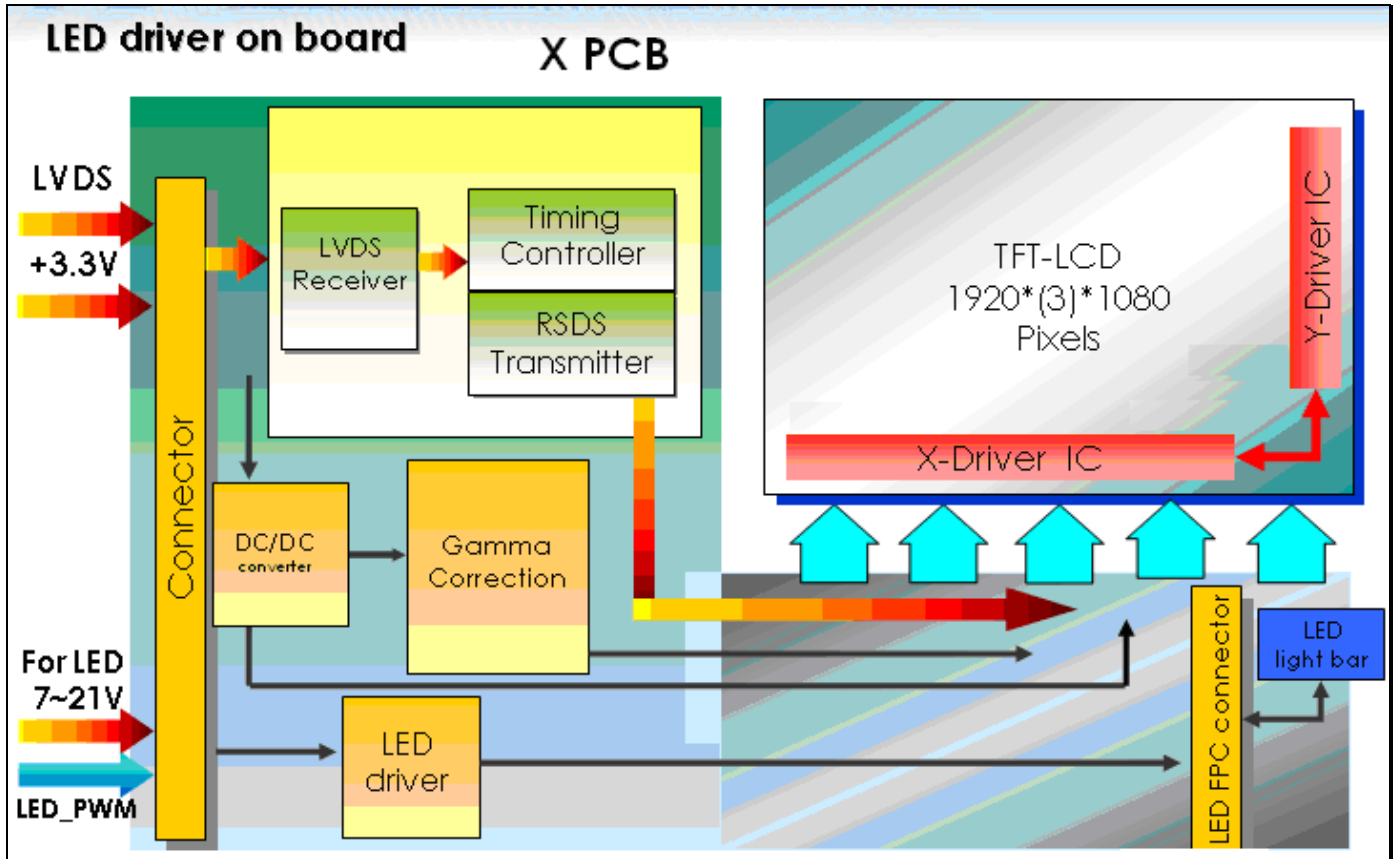 LED driver on board
X PCB
LVDS
+3.3V
For LED
7~21V
LED_PWM
Connector
LVDS
Receiver
Timing
Controller
RSDS
Transmitter
DC/DC
converter
Gamma
Correction
LED
driver
TFT-LCD
1920*(3)*1080
Pixels
Y-Driver IC
X-Driver IC
LED FPC connector
LED
light bar